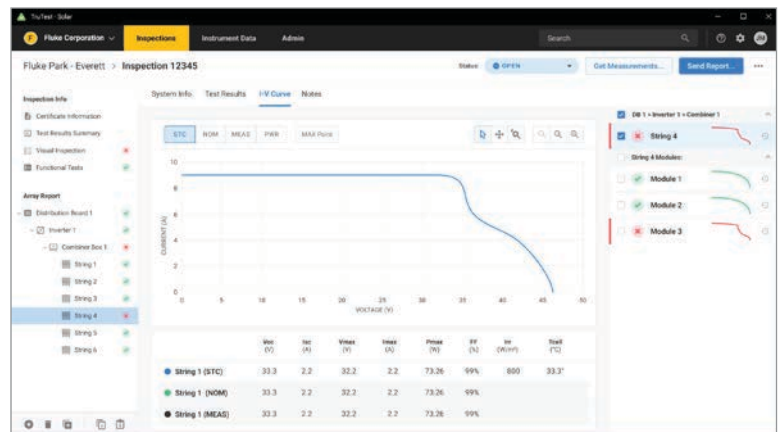 TruTest - Solar
Fluke Corporation
Inspections
Instrument Data
Admin
Search
JM
Fluke Park - Everett > Inspection 12345
Status
OPEN
Get Measurements...
Send Report...
Inspection Info
Certificate Information
Test Results Summary
Visual Inspection
Functional Tests
Array Report
Distribution Board 1
Inverter 1
Combiner Box 1
String 1
String 2
String 3
String 4
String 5
String 6
System Info
Test Results
I-V Curve
Notes
STC
NOM
MEAS
PWR
MAX Point
CURRENT (A)
10
8
6
4
2
0
0 5 10 15 20 25 30 35 40 45 50
VOLTAGE (V)
Voc (V) Isc (A) Vmax (V) Imax (A) Pmax (W) FF (%) Irr (W/m²) Tcell (°C)
String 1 (STC) 33.3 2.2 32.2 2.2 73.26 99% 800 33.3°
String 1 (NOM) 33.3 2.2 32.2 2.2 73.26 99%
String 1 (MEAS) 33.3 2.2 32.2 2.2 73.26 99%
DB 1 > Inverter 1 > Combiner 1
String 4
String 4 Modules:
Module 1
Module 2
Module 3